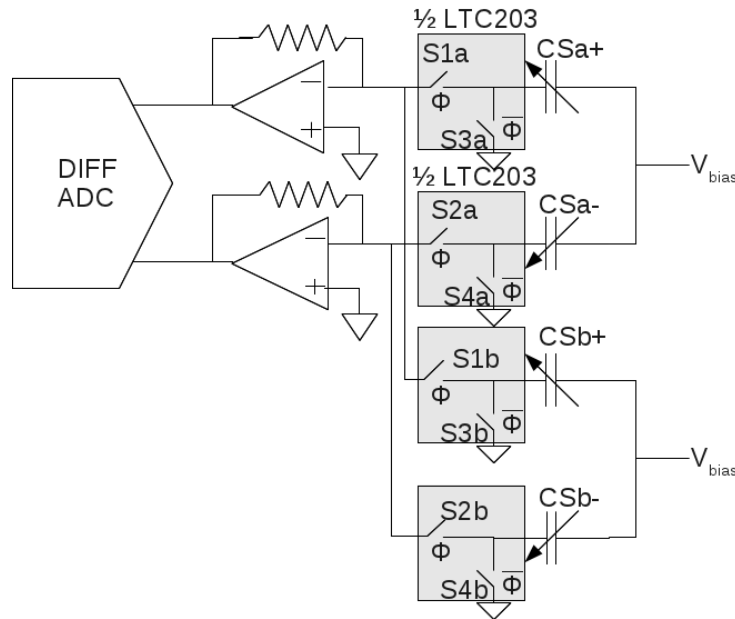 ½ LTC203
S1a
CSa+
Φ
Φ
S3a
DIFF
ADC
V bias
½ LTC203
S2a
CSa-
Φ
Φ
S4a
CSb+
S1b
Φ
Φ
S3b
V bias
CSb-
S2b
Φ
Φ
S4b